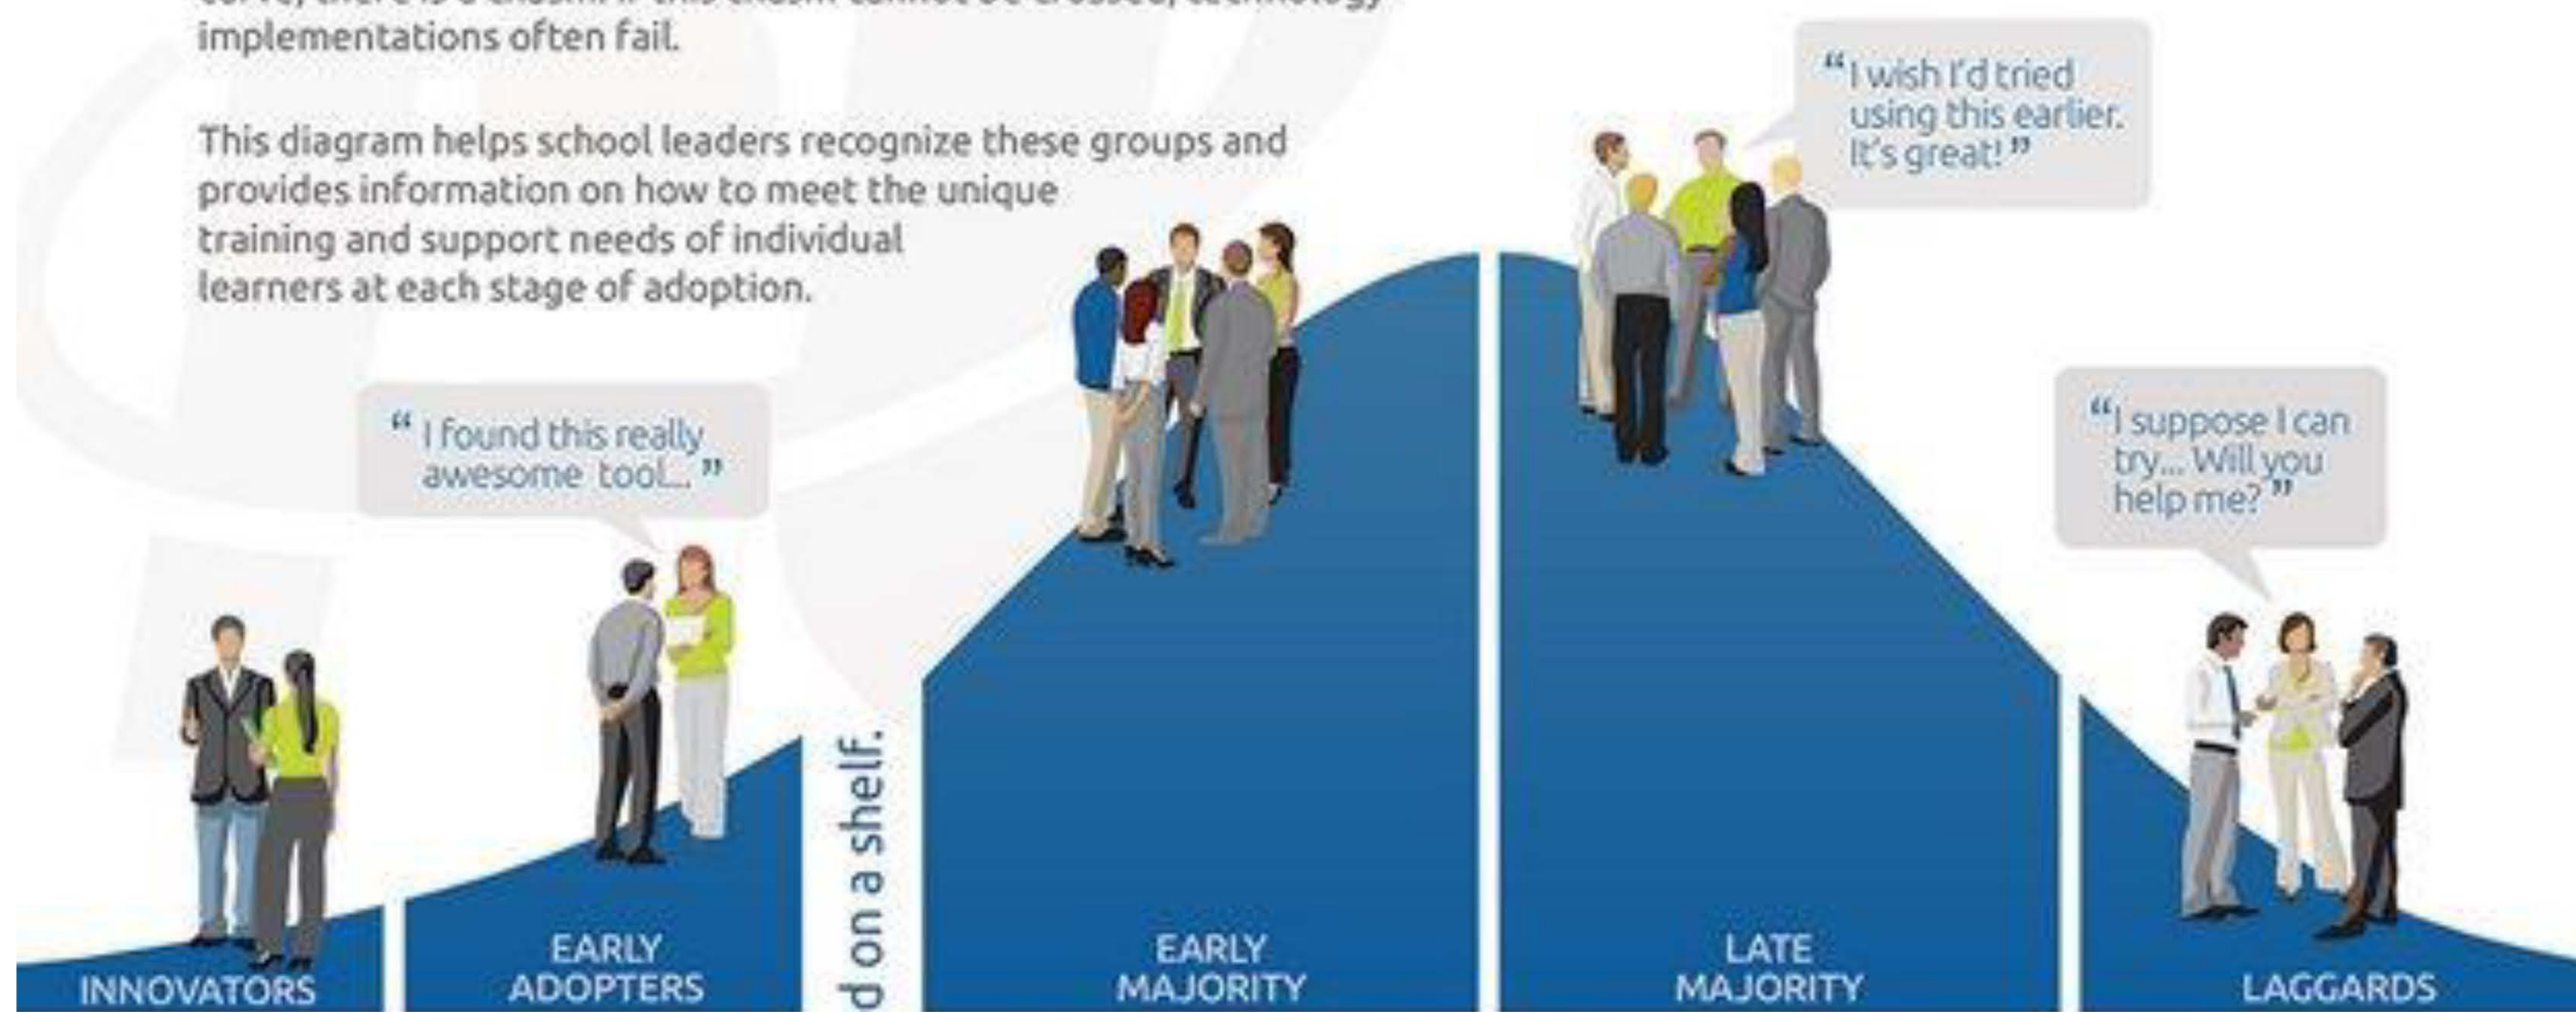 implementations often fail.
This diagram helps school leaders recognize these groups and
provides information on how to meet the unique
training and support needs of individual
learners at each stage of adoption.
“I wish I'd tried
using this earlier.
It's great!”
“I found this really
awesome tool...”
“I suppose I can
try... Will you
help me?”
d on a shelf.
INNOVATORS
EARLY
ADOPTERS
EARLY
MAJORITY
LATE
MAJORITY
LAGGARDS